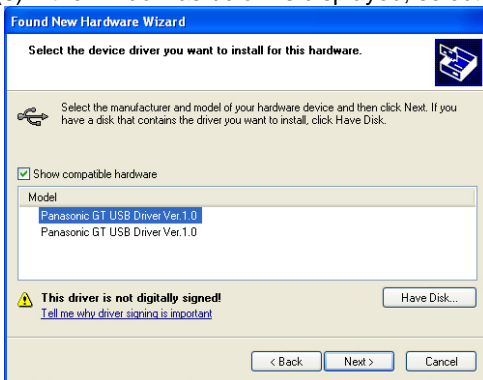 Found New Hardware Wizard
Select the device driver you want to install for this hardware.
Select the manufacturer and model of your hardware device and then click Next. If you
have a disk that contains the driver you want to install, click Have Disk.
Show compatible hardware
Model
Panasonic GT USB Driver Ver.1.0
Panasonic GT USB Driver Ver.1.0
This driver is not digitally signed!
Tell me why driver signing is important
Have Disk...
< Back
Next >
Cancel